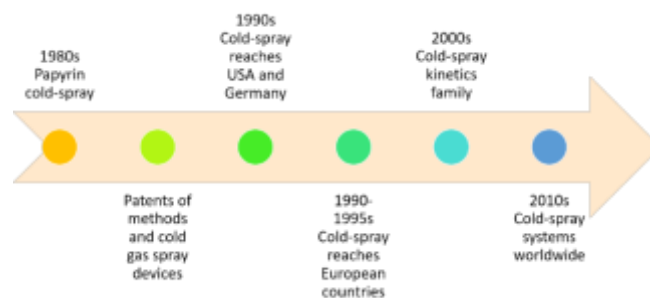 1980s
Papyrin
cold-spray
Patents of
methods
and cold
gas spray
devices
1990s
Cold-spray
reaches
USA and
Germany
1990-
1995s
Cold-spray
reaches
European
countries
2000s
Cold-spray
kinetics
family
2010s
Cold-spray
systems
worldwide